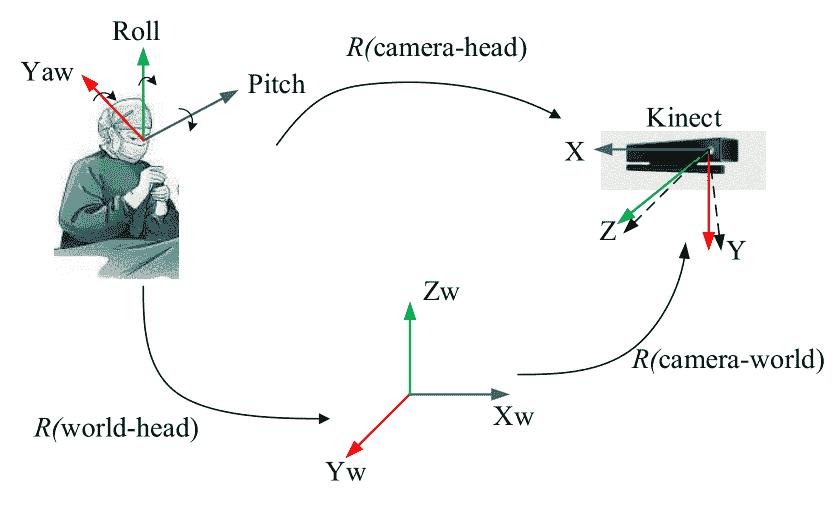 Roll
R(camera-head)
Yaw
Pitch
Kinect
X
Z
Y
Zw
R(camera-world)
Xw
R(world-head)
Yw